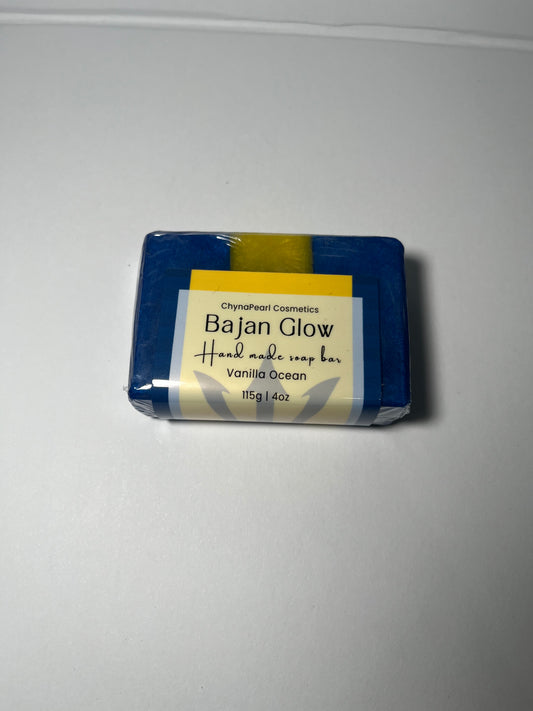 ChynaPearl Cosmetics
Bajan Glow
Hand made soap bar
Vanilla Ocean
115g | 4oz